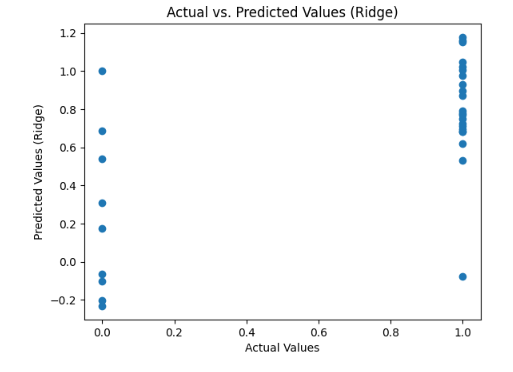 Actual vs. Predicted Values (Ridge)
1.2
1.0
0.8
0.6
0.4
0.2
0.0
−0.2
Predicted Values (Ridge)
0.0 0.2 0.4 0.6 0.8 1.0
Actual Values